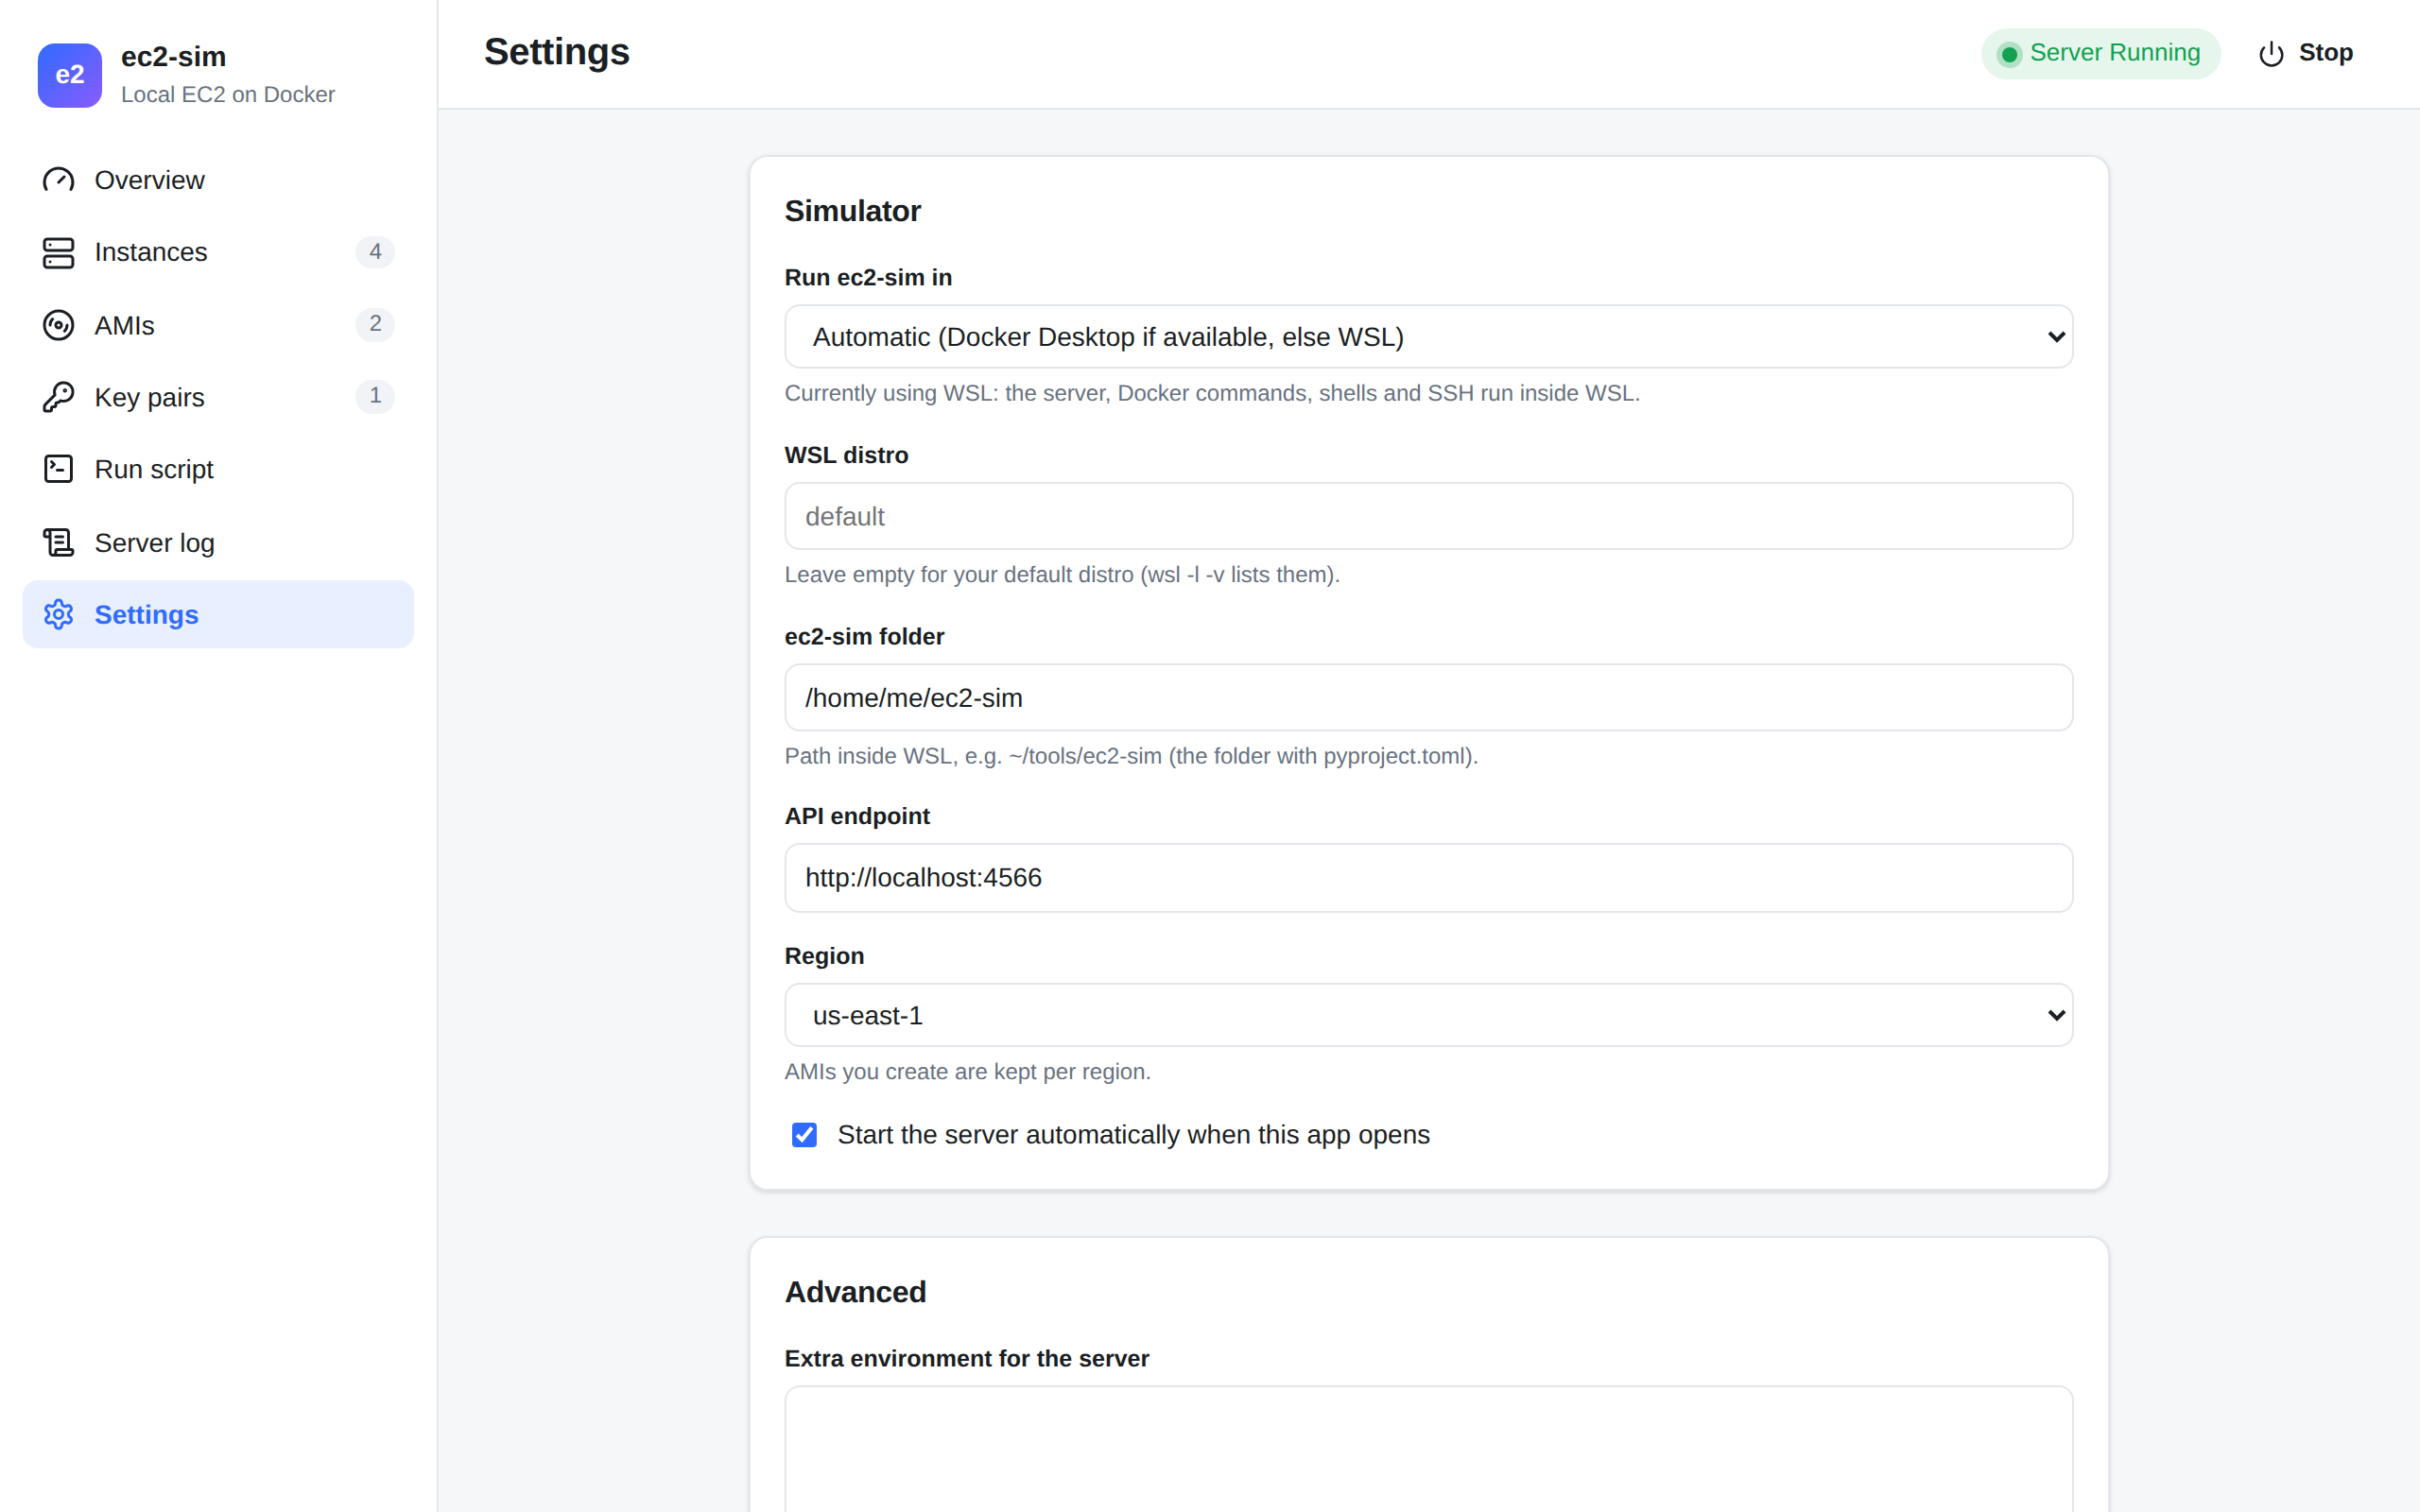 e2
ec2-sim
Local EC2 on Docker
Overview
Instances 4
AMIs 2
Key pairs 1
Run script
Server log
Settings
Settings
Server Running
Stop
Simulator
Run ec2-sim in
Automatic (Docker Desktop if available, else WSL)
Currently using WSL: the server, Docker commands, shells and SSH run inside WSL.
WSL distro
default
Leave empty for your default distro (wsl -l -v lists them).
ec2-sim folder
/home/me/ec2-sim
Path inside WSL, e.g. ~/tools/ec2-sim (the folder with pyproject.toml).
API endpoint
http://localhost:4566
Region
us-east-1
AMIs you create are kept per region.
Start the server automatically when this app opens
Advanced
Extra environment for the server